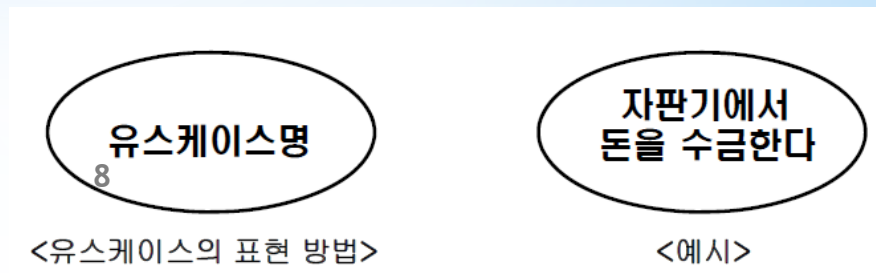 유스케이스명
8
<유스케이스의 표현 방법>
자판기에서
돈을 수금한다
<예시>